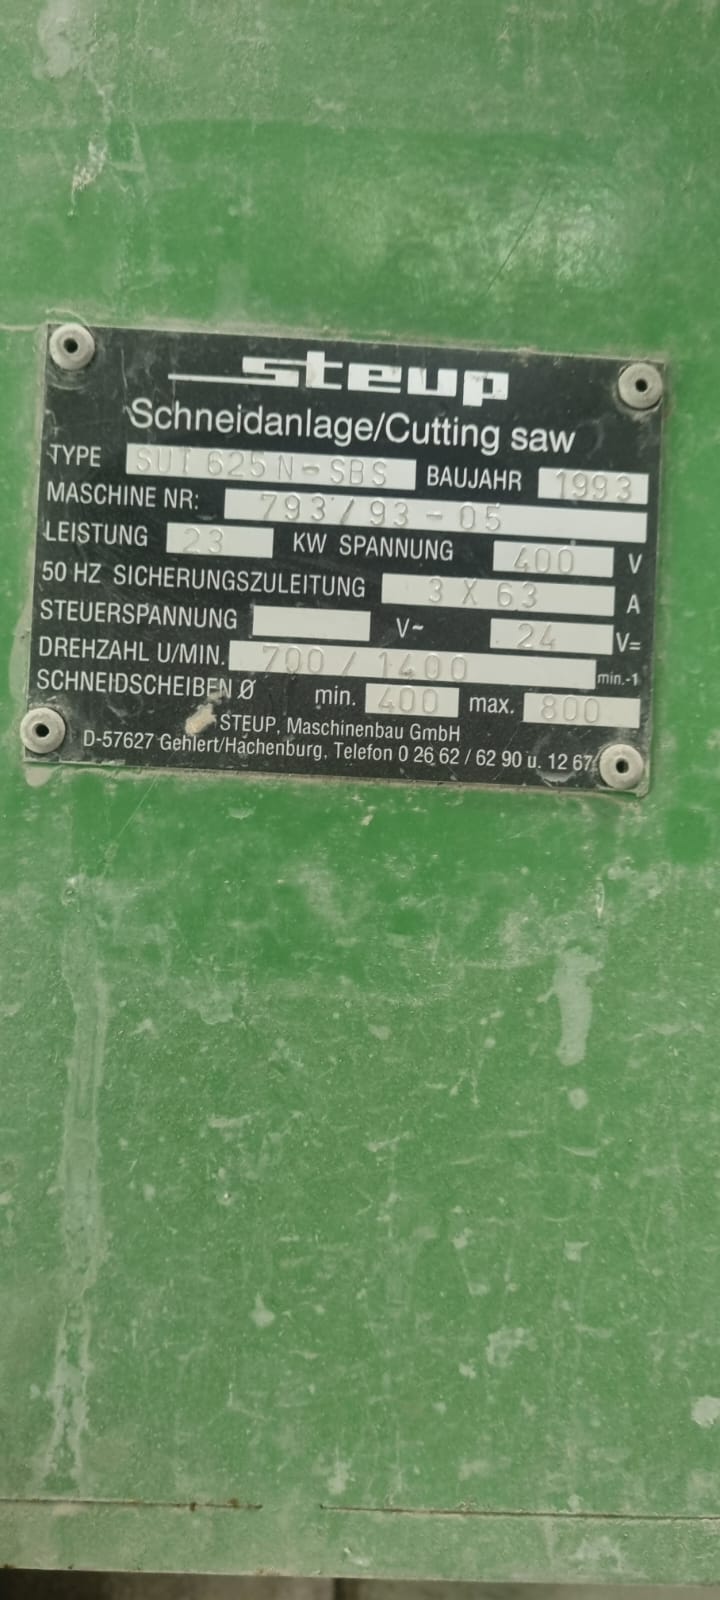 steup
Schneidanlage/Cutting saw
TYPE SUT 625 N-SBS BAUJAHR 1993
MASCHINE NR: 793/93-05
LEISTUNG 23 KW SPANNUNG 400 V
50 HZ SICHERUNGSZULEITUNG 3 X 63 A
STEUERSPANNUNG V~ 24 V=
DREHZAHL U/MIN. 700/1400 min.-1
SCHNEIDSCHEIBEN Ø min. 400 max. 800
STEUP, Maschinenbau GmbH
D-57627 Gehlert/Hachenburg, Telefon 0 26 62 / 62 90 u. 12 67